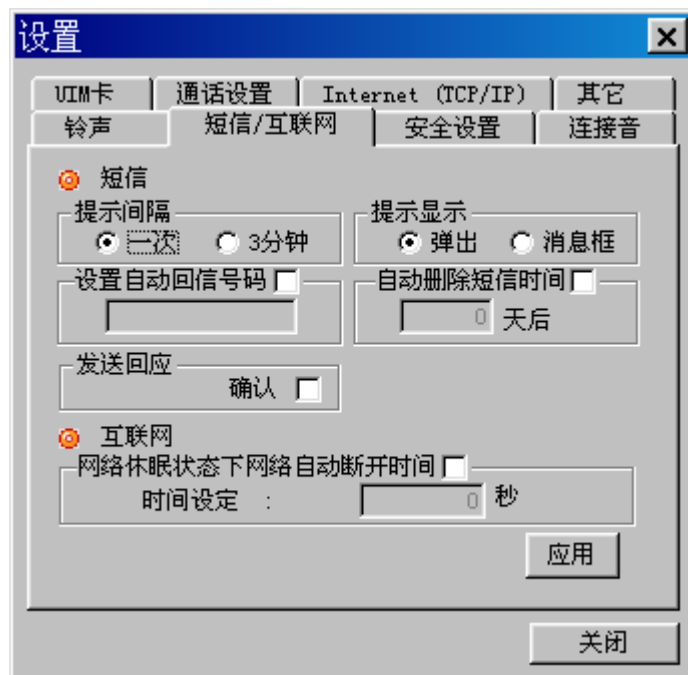 设置
UIM卡 通话设置 Internet (TCP/IP) 其它
铃声 短信/互联网 安全设置 连接音
短信
提示间隔 提示显示
一次 3分钟 弹出 消息框
设置自动回信号码 自动删除短信时间
0 天后
发送回应
确认
互联网
网络休眠状态下网络自动断开时间
时间设定 : 0 秒
应用
关闭